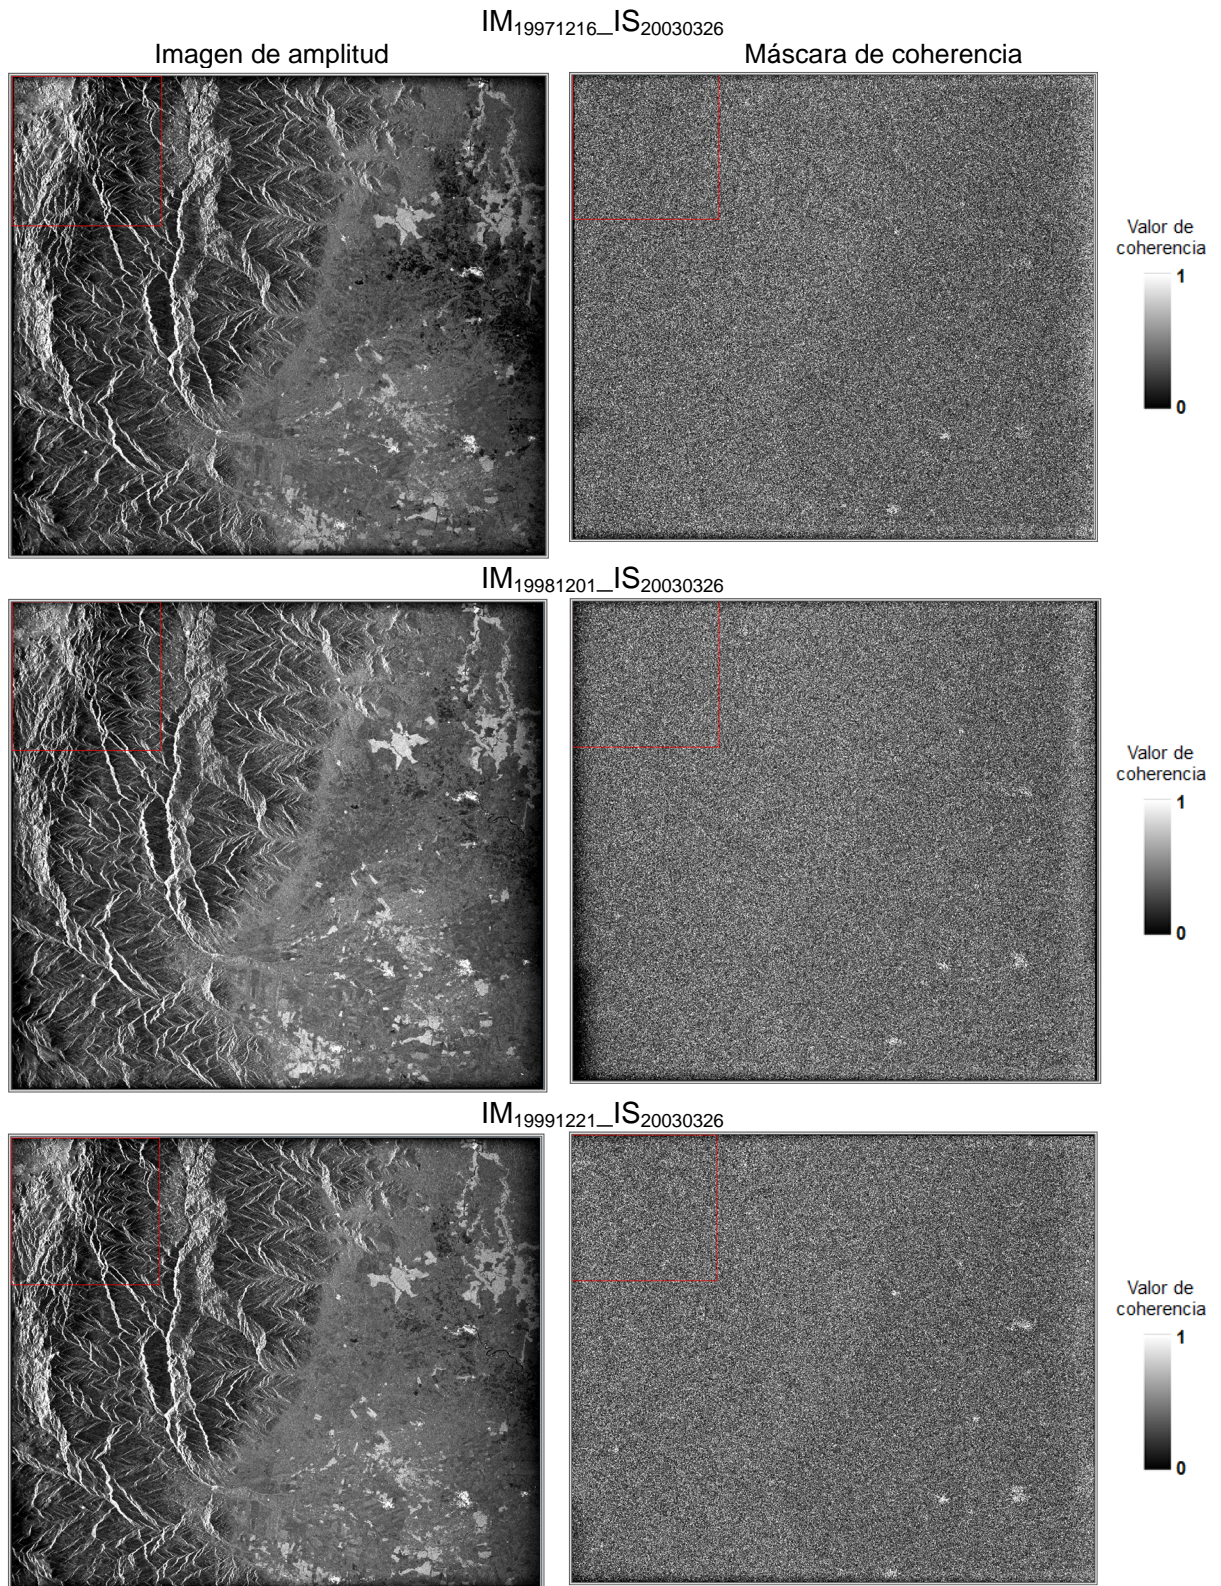 IM19971216_IS20030326
Imagen de amplitud
Máscara de coherencia
Valor de
coherencia
1
0
IM19981201_IS20030326
Valor de
coherencia
1
0
IM19991221_IS20030326
Valor de
coherencia
1
0